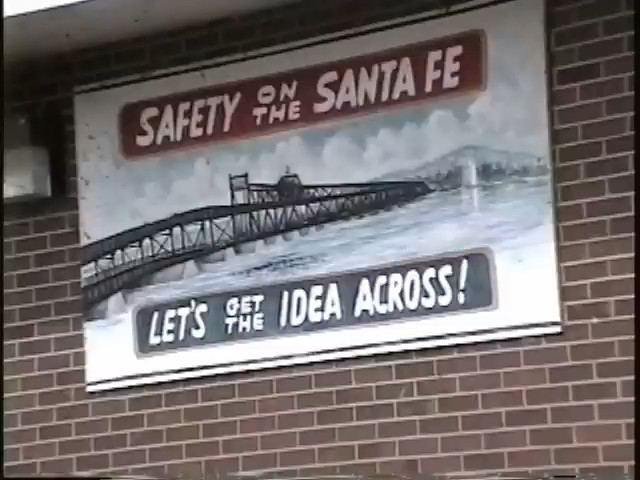 SAFETY ON THE SANTA FE
LET'S GET THE IDEA ACROSS!